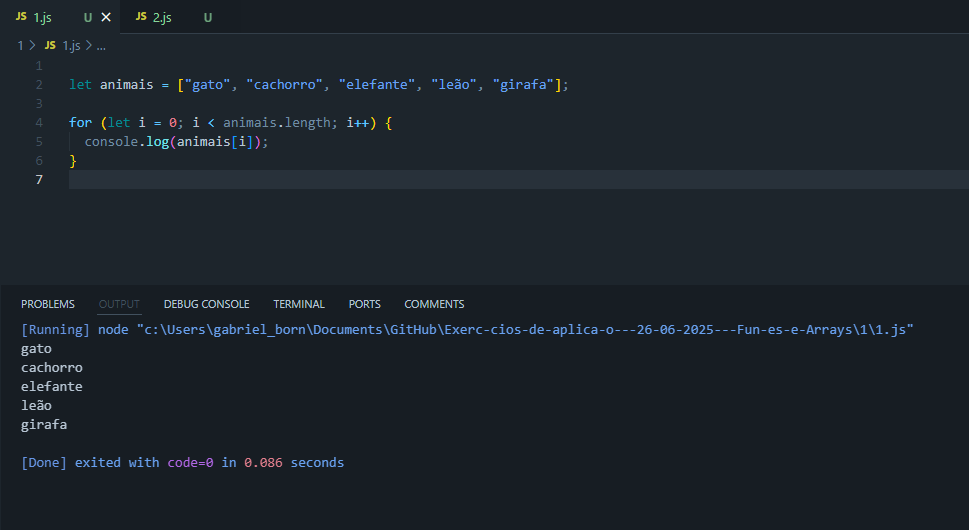 JS 1.js U × JS 2.js U
1 > JS 1.js > ...
1
2 let animais = ["gato", "cachorro", "elefante", "leão", "girafa"];
3
4 for (let i = 0; i < animais.length; i++) {
5 console.log(animais[i]);
6 }
7
PROBLEMS OUTPUT DEBUG CONSOLE TERMINAL PORTS COMMENTS
[Running] node "c:\Users\gabriel_born\Documents\GitHub\Exerc-cios-de-aplica-o---26-06-2025---Fun-es-e-Arrays\1\1.js"
gato
cachorro
elefante
leão
girafa
[Done] exited with code=0 in 0.086 seconds